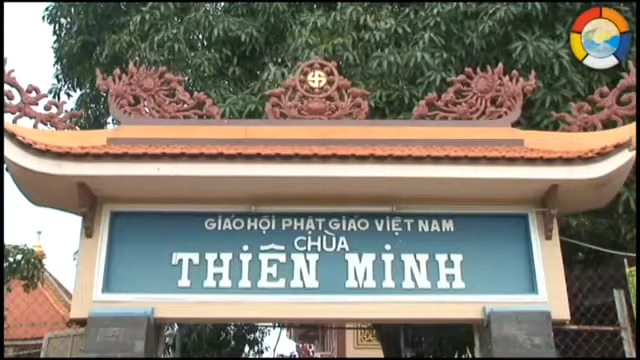 GIÁO HỘI PHẬT GIÁO VIỆT NAM
CHÙA
THIÊN MINH